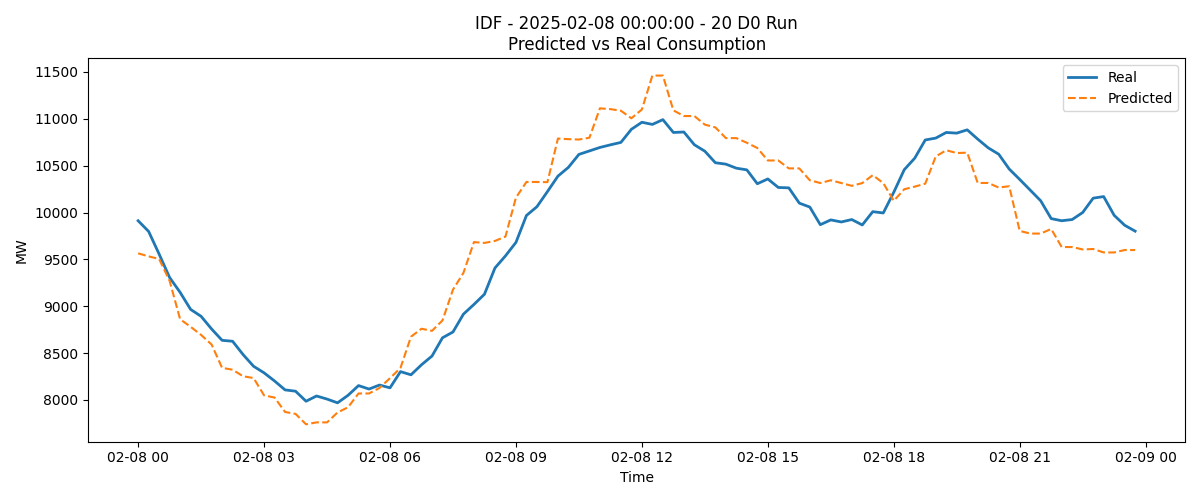 IDF - 2025-02-08 00:00:00 - 20 D0 Run
Predicted vs Real Consumption
Real
Predicted
11500
11000
10500
10000
9500
9000
8500
8000
MW
02-08 00
02-08 03
02-08 06
02-08 09
02-08 12
02-08 15
02-08 18
02-08 21
02-09 00
Time